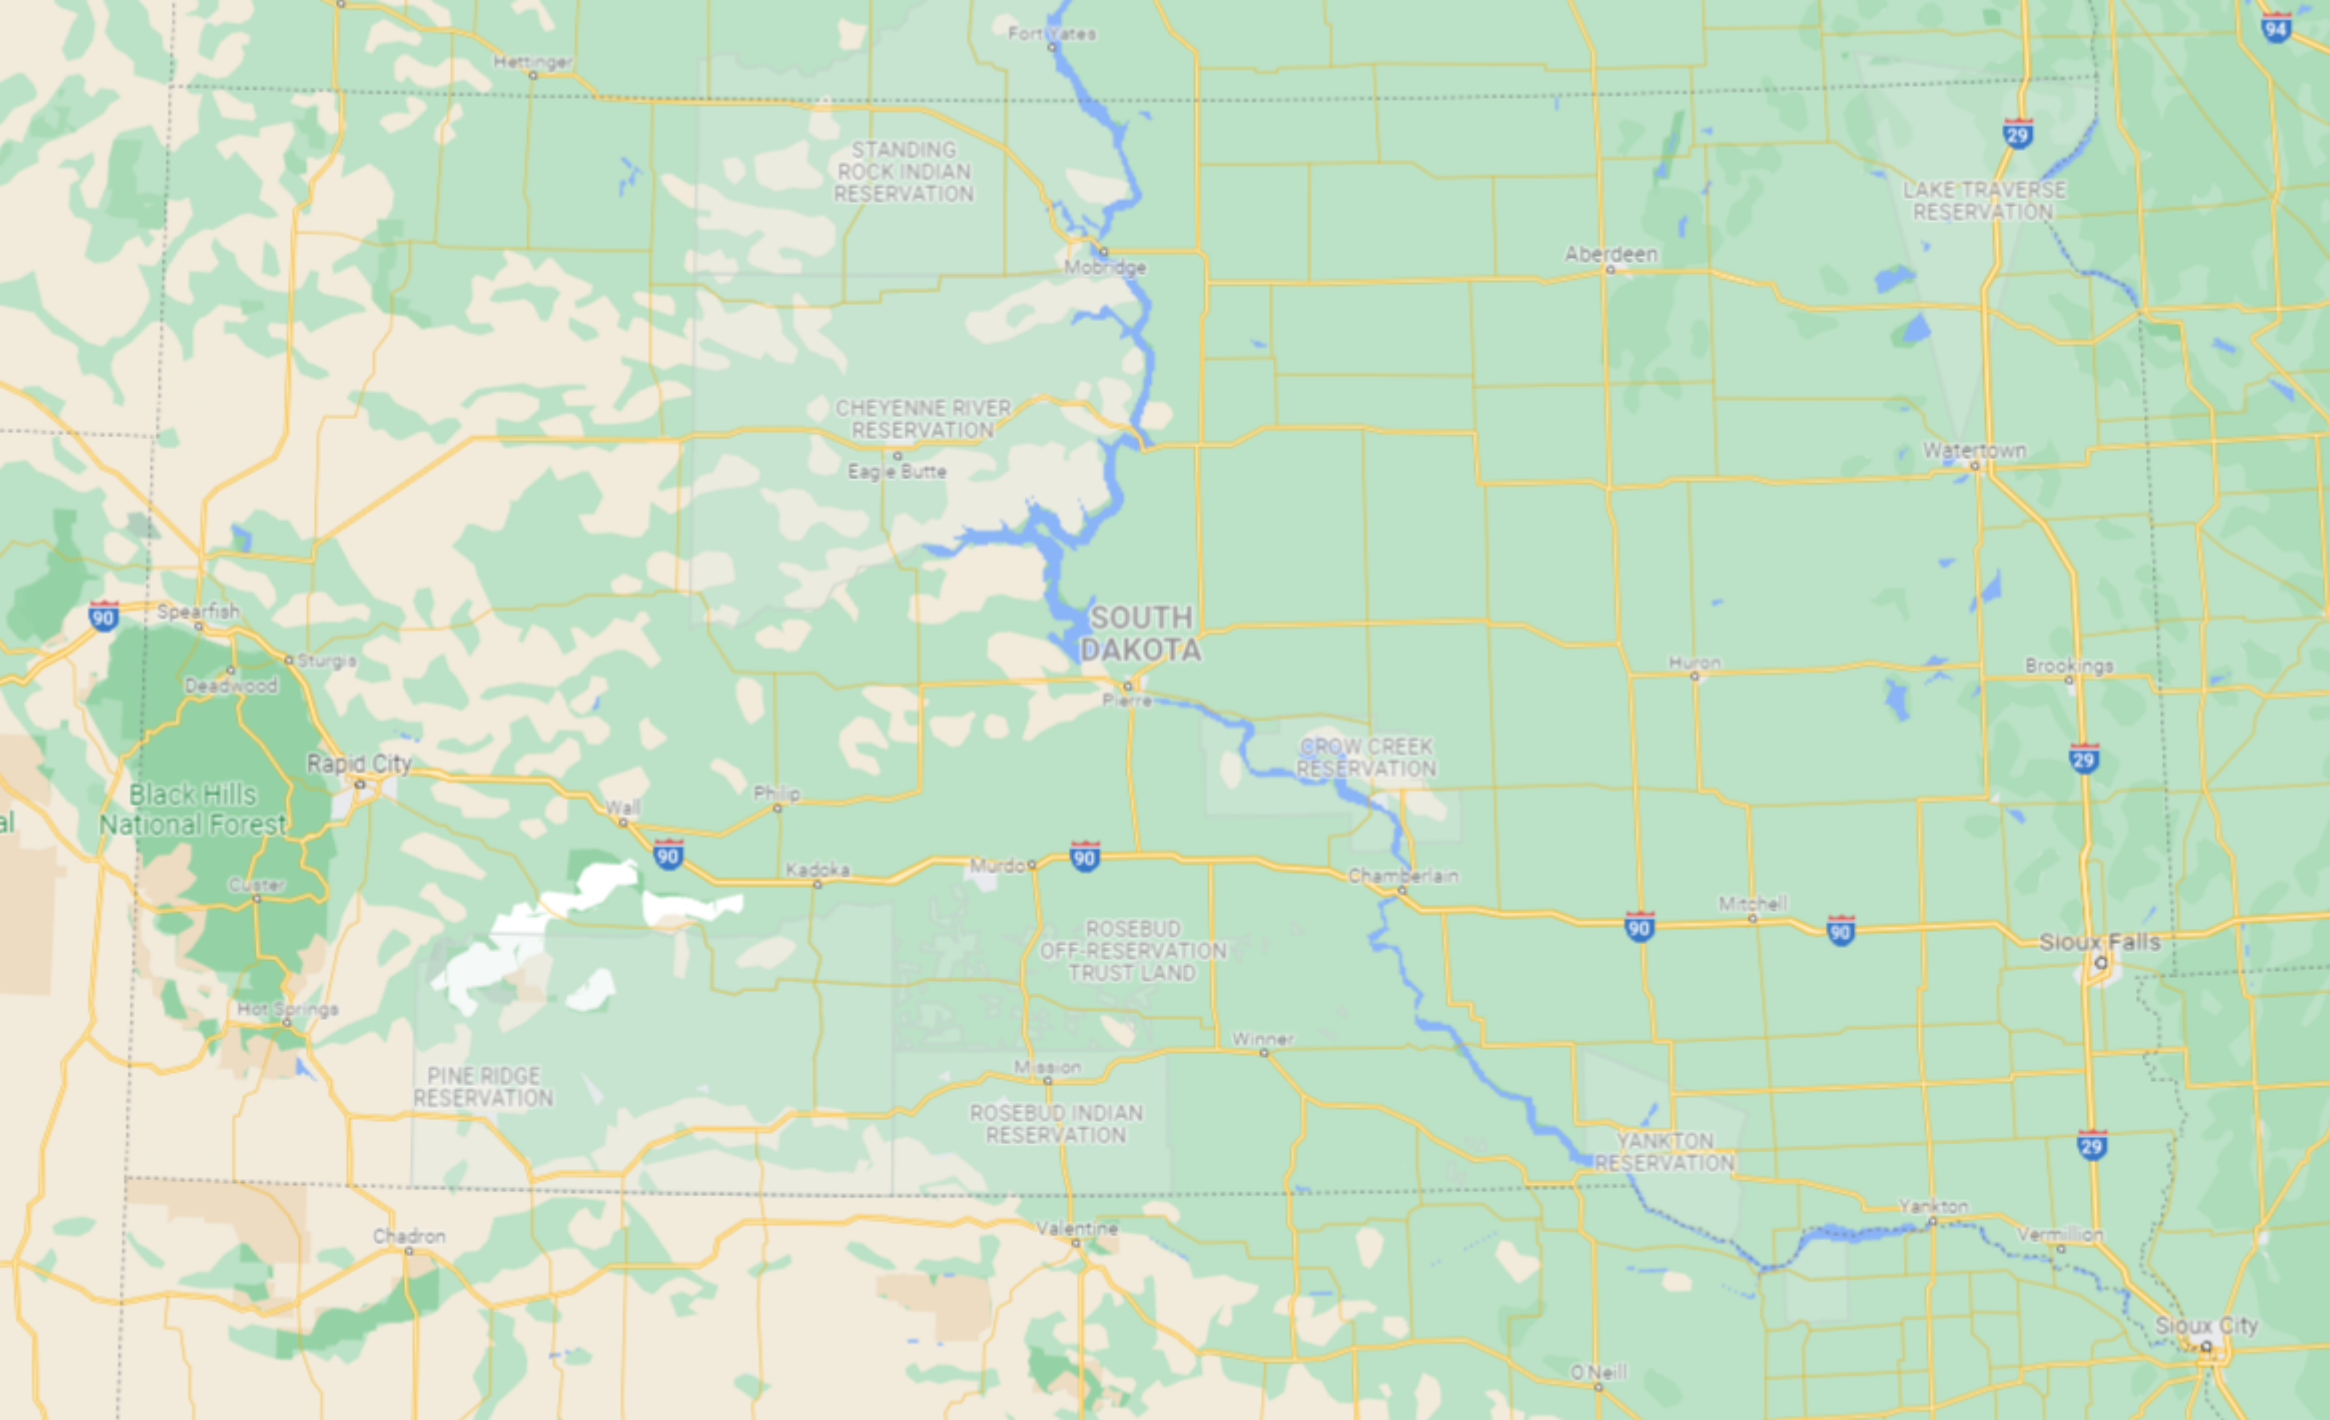 94
Fort Yates
Hettinger
29
STANDING
ROCK INDIAN
RESERVATION
LAKE TRAVERSE
RESERVATION
Aberdeen
Mobridge
CHEYENNE RIVER
RESERVATION
Eagle Butte
Watertown
90
Spearfish
SOUTH
DAKOTA
Sturgis
Deadwood
Huron
Brookings
Pierre
CROW CREEK
RESERVATION
29
Rapid City
Black Hills
National Forest
al
Wall
Philip
90
90
Kadoka
Murdo
Chamberlain
Custer
Mitchell
90
90
ROSEBUD
OFF-RESERVATION
TRUST LAND
Sioux Falls
Hot Springs
Winner
PINE RIDGE
RESERVATION
Mission
ROSEBUD INDIAN
RESERVATION
YANKTON
RESERVATION
29
Chadron
Valentine
Yankton
Vermillion
Sioux City
O'Neill